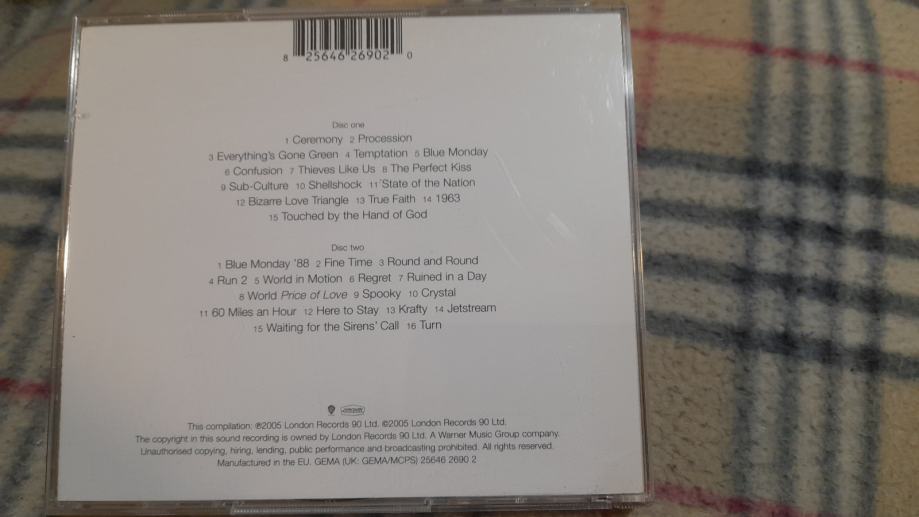 8 25646 26902 0
Disc one
1 Ceremony 2 Procession
3 Everything's Gone Green 4 Temptation 5 Blue Monday
6 Confusion 7 Thieves Like Us 8 The Perfect Kiss
9 Sub-Culture 10 Shellshock 11 State of the Nation
12 Bizarre Love Triangle 13 True Faith 14 1963
15 Touched by the Hand of God
Disc two
1 Blue Monday '88 2 Fine Time 3 Round and Round
4 Run 2 5 World in Motion 6 Regret 7 Ruined in a Day
8 World Price of Love 9 Spooky 10 Crystal
11 60 Miles an Hour 12 Here to Stay 13 Krafty 14 Jetstream
15 Waiting for the Sirens' Call 16 Turn
This compilation: ℗2005 London Records 90 Ltd. ©2005 London Records 90 Ltd.
The copyright in this sound recording is owned by London Records 90 Ltd. A Warner Music Group company.
Unauthorised copying, hiring, lending, public performance and broadcasting prohibited. All rights reserved.
Manufactured in the EU. GEMA (UK: GEMA/MCPS) 25646 2690 2